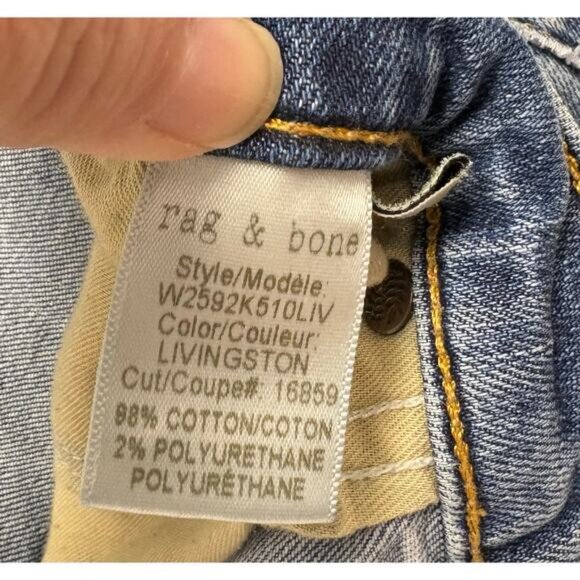 rag & bone
Style/Modèle:
W2592K510LIV
Color/Couleur:
LIVINGSTON
Cut/Coupe#: 16859
98% COTTON/COTON
2% POLYURETHANE
POLYURÉTHANE